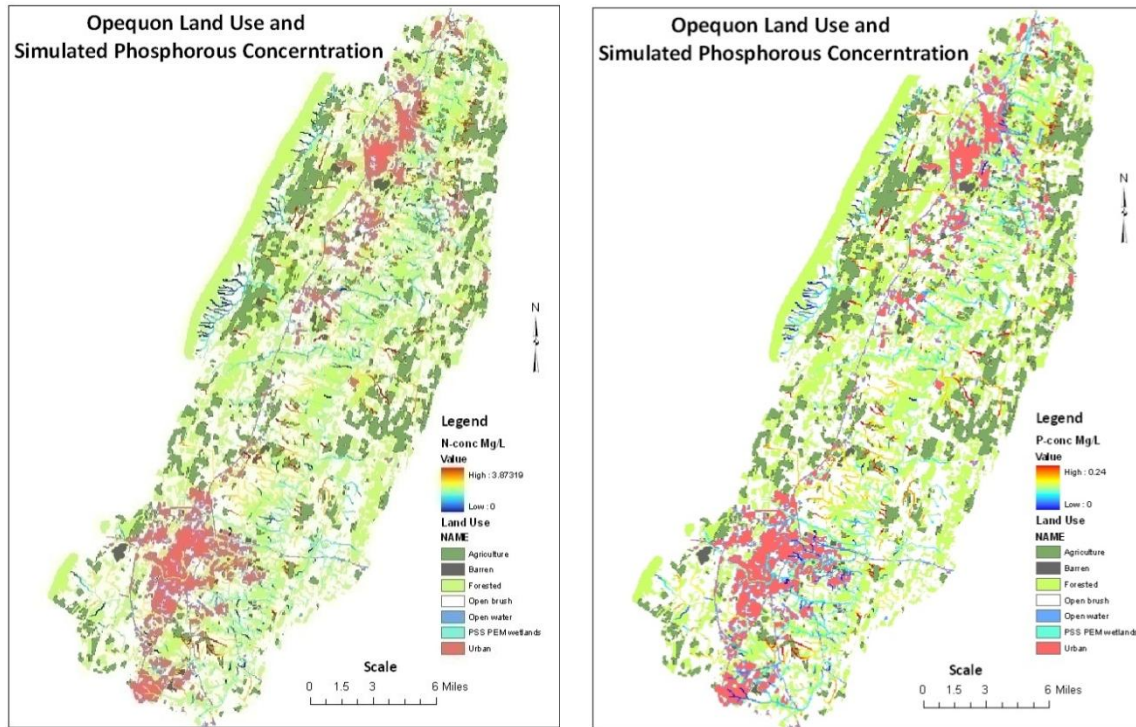 Opequon Land Use and
Simulated Phosphorous Concerntration
N
Legend
N-conc Mg/L
Value
High : 3.87319
Low : 0
Land Use
NAME
Agriculture
Barren
Forested
Open brush
Open water
PSS PEM wetlands
Urban
Scale
0 1.5 3 6 Miles
Opequon Land Use and
Simulated Phosphorous Concerntration
N
Legend
P-conc Mg/L
Value
High : 0.24
Low : 0
Land Use
NAME
Agriculture
Barren
Forested
Open brush
Open water
PSS PEM wetlands
Urban
Scale
0 1.5 3 6 Miles